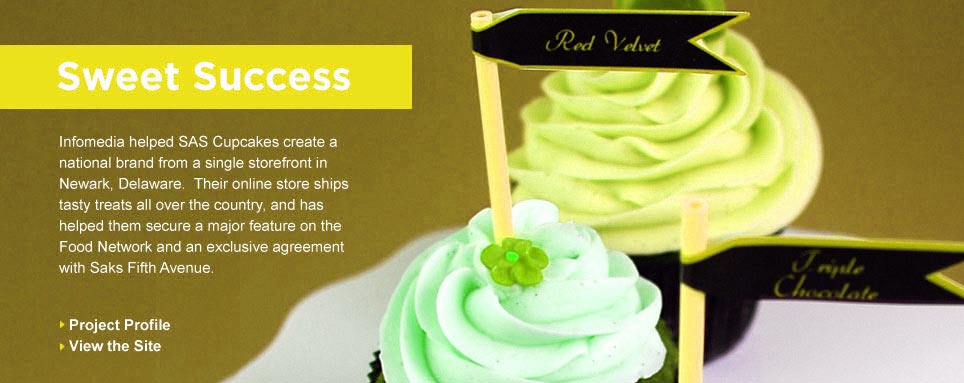 Sweet Success
Infomedia helped SAS Cupcakes create a
national brand from a single storefront in
Newark, Delaware.  Their online store ships
tasty treats all over the country, and has
helped them secure a major feature on the
Food Network and an exclusive agreement
with Saks Fifth Avenue.
Project Profile
View the Site
Red Velvet
Triple
Chocolate